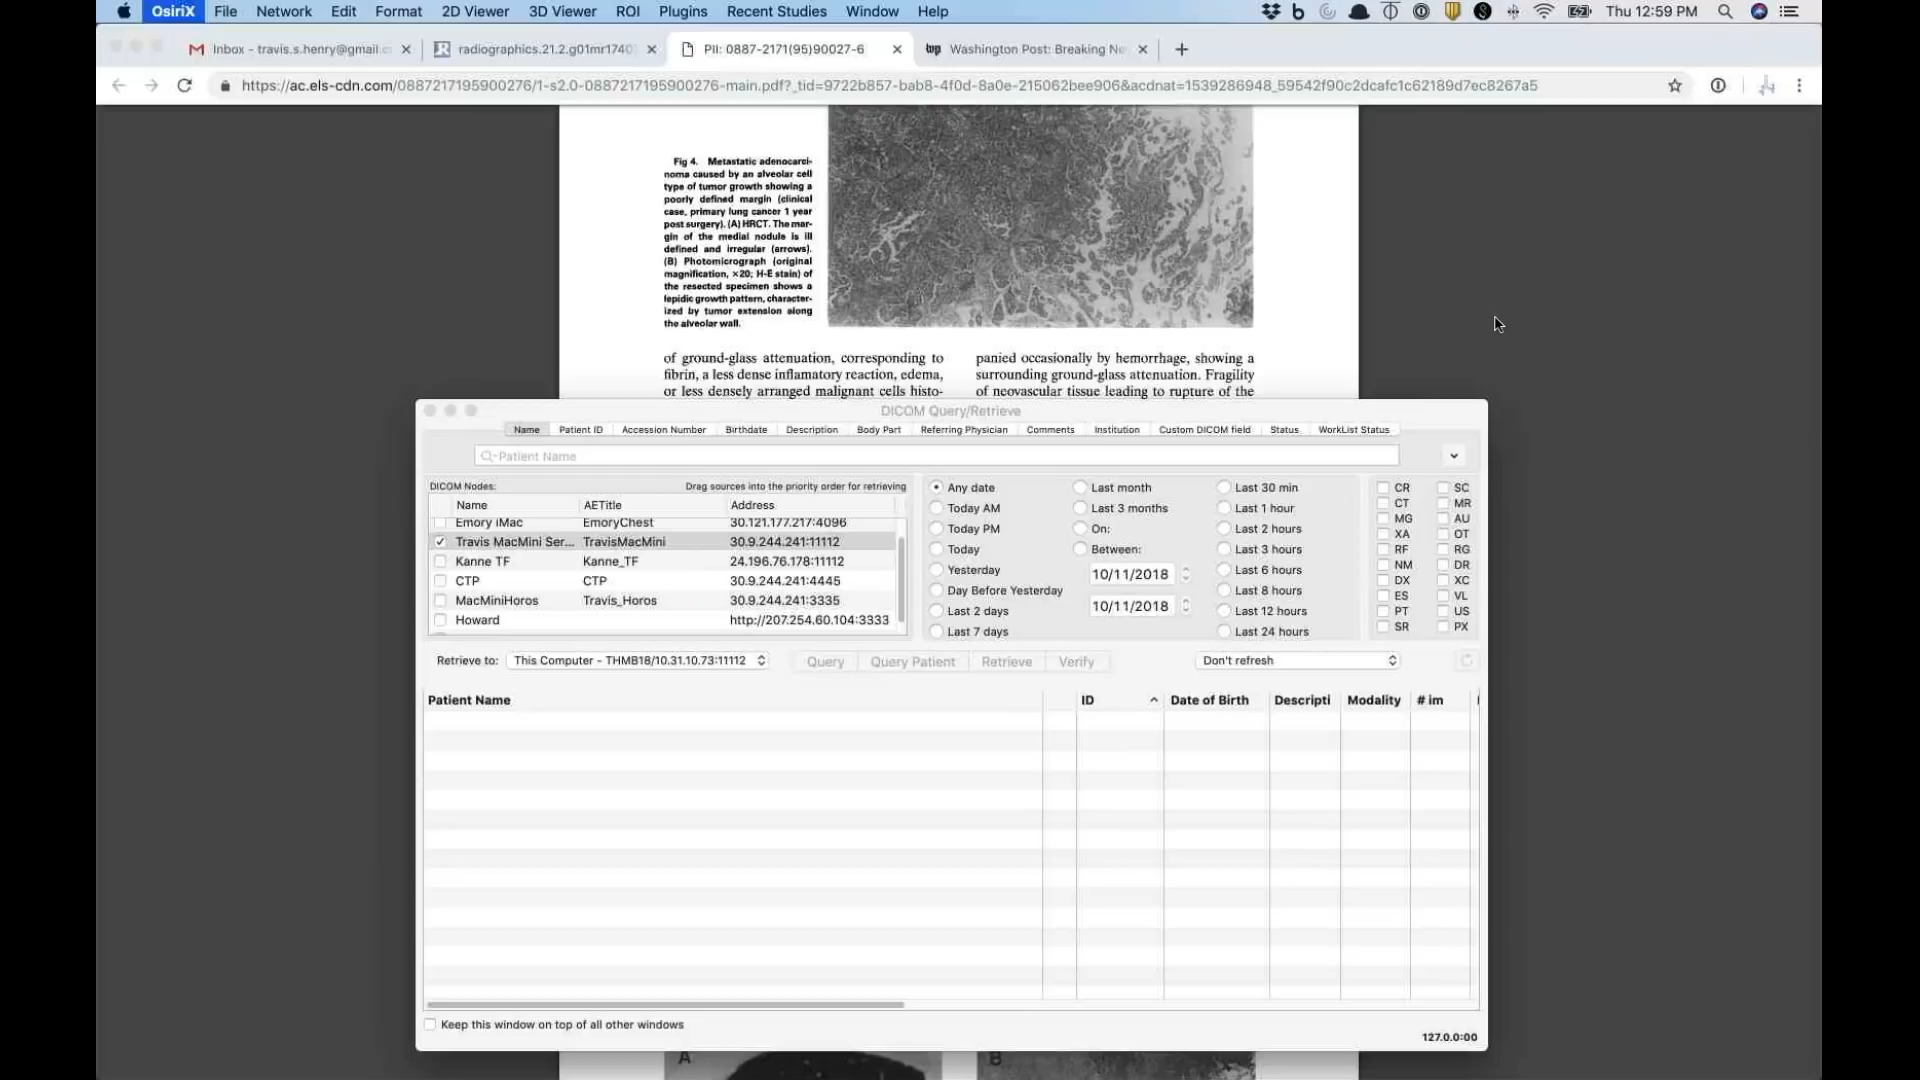 OsiriX File Network Edit Format 2D Viewer 3D Viewer ROI Plugins Recent Studies Window Help Thu 12:59 PM
Inbox - travis.s.henry@gmail.c
radiographics.21.2.g01mr1740
PII: 0887-2171(95)90027-6
wp Washington Post: Breaking Ne
https://ac.els-cdn.com/0887217195900276/1-s2.0-0887217195900276-main.pdf?_tid=9722b857-bab8-4f0d-8a0e-215062bee906&acdnat=1539286948_59542f90c2dcafc1c62189d7ec8267a5
Fig 4. Metastatic adenocarci-
noma caused by an alveolar cell
type of tumor growth showing a
poorly defined margin (clinical
case, primary lung cancer 1 year
post surgery). (A) HRCT. The mar-
gin of the medial nodule is ill
defined and irregular (arrows).
(B) Photomicrograph (original
magnification, ×20; H-E stain) of
the resected specimen shows a
lepidic growth pattern, character-
ized by tumor extension along
the alveolar wall.
of ground-glass attenuation, corresponding to
fibrin, a less dense inflamatory reaction, edema,
or less densely arranged malignant cells histo-
panied occasionally by hemorrhage, showing a
surrounding ground-glass attenuation. Fragility
of neovascular tissue leading to rupture of the
DICOM Query/Retrieve
Name Patient ID Accession Number Birthdate Description Body Part Referring Physician Comments Institution Custom DICOM field Status WorkList Status
Patient Name
DICOM Nodes: Drag sources into the priority order for retrieving
Name AETitle Address
Emory iMac EmoryChest 30.121.177.217:4096
Travis MacMini Ser... TravisMacMini 30.9.244.241:11112
Kanne TF Kanne_TF 24.196.76.178:11112
CTP CTP 30.9.244.241:4445
MacMiniHoros Travis_Horos 30.9.244.241:3335
Howard http://207.254.60.104:3333
Any date
Today AM
Today PM
Today
Yesterday
Day Before Yesterday
Last 2 days
Last 7 days
Last month
Last 3 months
On:
Between:
10/11/2018
10/11/2018
Last 30 min
Last 1 hour
Last 2 hours
Last 3 hours
Last 6 hours
Last 8 hours
Last 12 hours
Last 24 hours
CR SC
CT MR
MG AU
XA OT
RF RG
NM DR
DX XC
ES VL
PT US
SR PX
Retrieve to: This Computer - THMB18/10.31.10.73:11112 Query Query Patient Retrieve Verify Don't refresh
Patient Name ID Date of Birth Descripti Modality # im
Keep this window on top of all other windows
127.0.0:00
A B